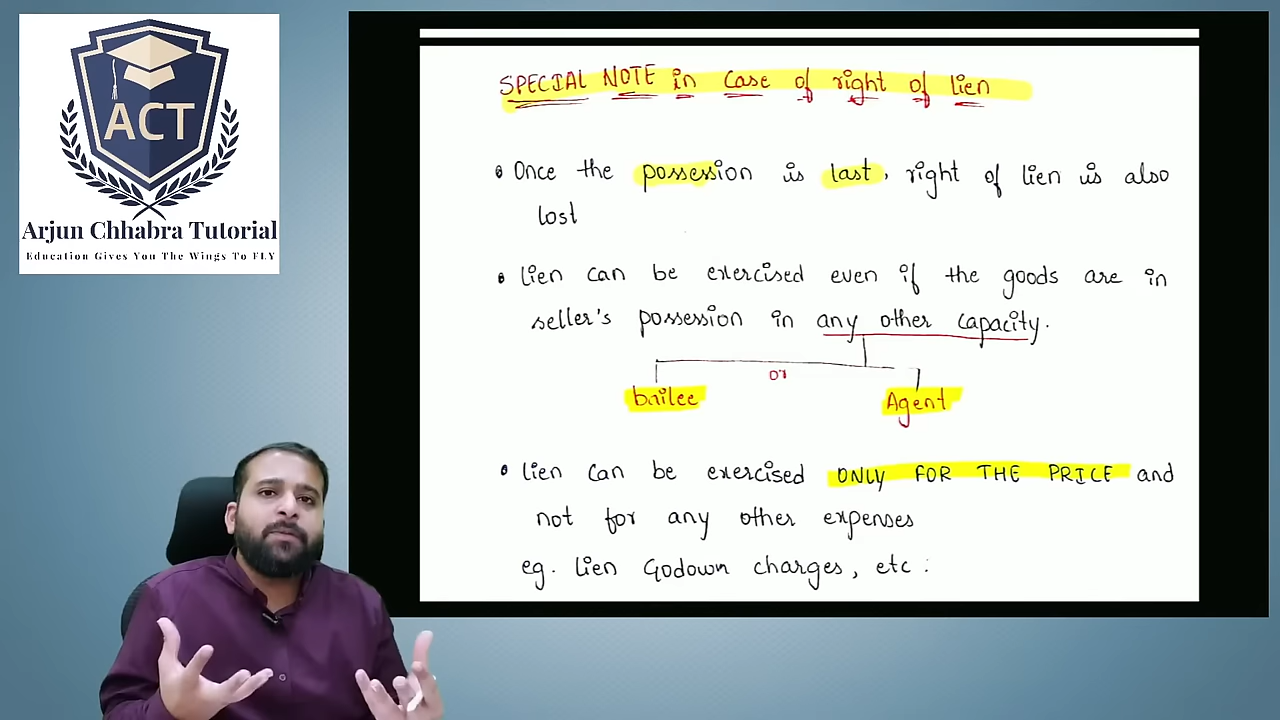 ACT
Arjun Chhabra Tutorial
Education Gives You The Wings To FLY
SPECIAL NOTE in Case of right of lien
• Once the possession is last, right of lien is also
lost
• lien can be exercised even if the goods are in
seller's possession in any other capacity.
or
bailee
Agent
• lien can be exercised ONLY FOR THE PRICE and
not for any other expenses
eg. lien Godown charges, etc :